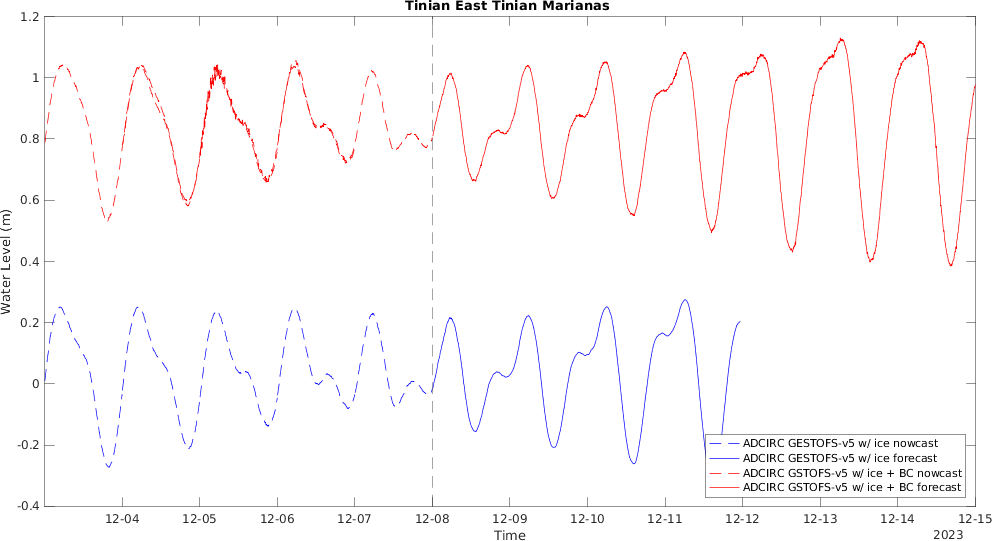 Tinian East Tinian Marianas
1.2
1
0.8
0.6
0.4
0.2
0
-0.2
-0.4
Water Level (m)
ADCIRC GESTOFS-v5 w/ ice nowcast
ADCIRC GESTOFS-v5 w/ ice forecast
ADCIRC GSTOFS-v5 w/ ice + BC nowcast
ADCIRC GSTOFS-v5 w/ ice + BC forecast
12-04 12-05 12-06 12-07 12-08 12-09 12-10 12-11 12-12 12-13 12-14 12-15
Time
2023